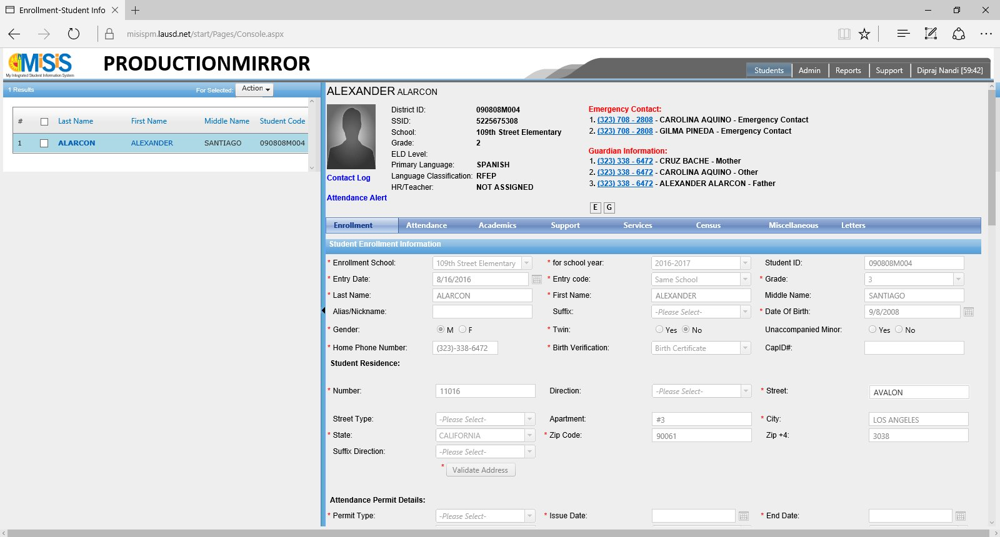 Enrollment-Student Info
misispm.lausd.net/start/Pages/Console.aspx
MiSiS
My Integrated Student Information System
PRODUCTIONMIRROR
Students Admin Reports Support Dipraj Nandi [59:42]
1 Results For Selected: Action
# Last Name First Name Middle Name Student Code
1 ALARCON ALEXANDER SANTIAGO 090808M004
ALEXANDER ALARCON
Contact Log
Attendance Alert
District ID: 090808M004
SSID: 5225675308
School: 109th Street Elementary
Grade: 2
ELD Level:
Primary Language: SPANISH
Language Classification: RFEP
HR/Teacher: NOT ASSIGNED
Emergency Contact:
1. (323) 708 - 2808 - CAROLINA AQUINO - Emergency Contact
2. (323) 708 - 2808 - GILMA PINEDA - Emergency Contact
Guardian Information:
1. (323) 338 - 6472 - CRUZ BACHE - Mother
2. (323) 338 - 6472 - CAROLINA AQUINO - Other
3. (323) 338 - 6472 - ALEXANDER ALARCON - Father
E G
Enrollment Attendance Academics Support Services Census Miscellaneous Letters
Student Enrollment Information
* Enrollment School: 109th Street Elementary * for school year: 2016-2017 Student ID: 090808M004
* Entry Date: 8/16/2016 * Entry code: Same School * Grade: 3
* Last Name: ALARCON * First Name: ALEXANDER Middle Name: SANTIAGO
Alias/Nickname: Suffix: -Please Select- * Date Of Birth: 9/8/2008
* Gender: M F * Twin: Yes No Unaccompanied Minor: Yes No
* Home Phone Number: (323)-338-6472 * Birth Verification: Birth Certificate CapID#:
Student Residence:
* Number: 11016 Direction: -Please Select- * Street: AVALON
Street Type: -Please Select- Apartment: #3 * City: LOS ANGELES
* State: CALIFORNIA * Zip Code: 90061 Zip +4: 3038
Suffix Direction: -Please Select-
* Validate Address
Attendance Permit Details:
* Permit Type: -Please Select- * Issue Date: * End Date: